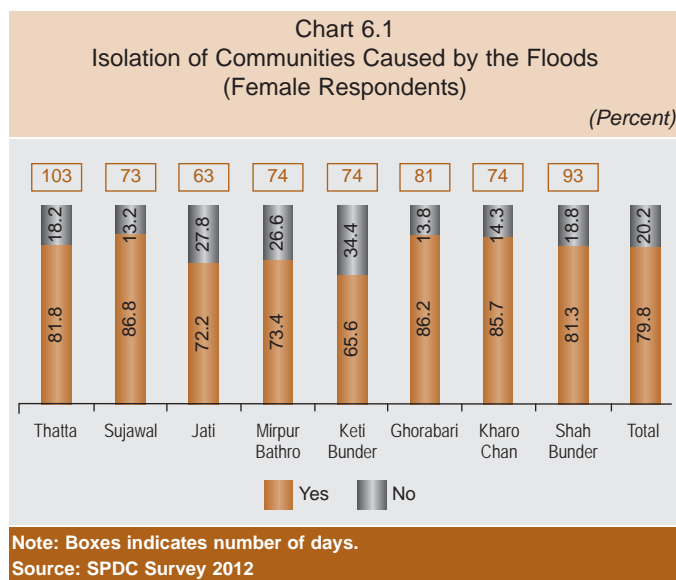 Chart 6.1
Isolation of Communities Caused by the Floods
(Female Respondents)
(Percent)
103 73 63 74 74 81 74 93
18.2 13.2 27.8 26.6 34.4 13.8 14.3 18.8 20.2
81.8 86.8 72.2 73.4 65.6 86.2 85.7 81.3 79.8
Thatta Sujawal Jati Mirpur Keti Ghorabari Kharo Shah Total
Bathro Bunder Chan Bunder
Yes No
Note: Boxes indicates number of days.
Source: SPDC Survey 2012